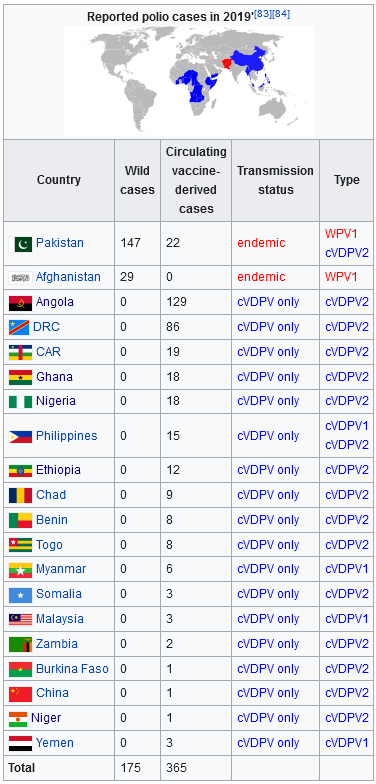 Reported polio cases in 2019'[83][84]
Country Wild cases Circulating vaccine-derived cases Transmission status Type
Pakistan 147 22 endemic WPV1 cVDPV2
Afghanistan 29 0 endemic WPV1
Angola 0 129 cVDPV only cVDPV2
DRC 0 86 cVDPV only cVDPV2
CAR 0 19 cVDPV only cVDPV2
Ghana 0 18 cVDPV only cVDPV2
Nigeria 0 18 cVDPV only cVDPV2
Philippines 0 15 cVDPV only cVDPV1 cVDPV2
Ethiopia 0 12 cVDPV only cVDPV2
Chad 0 9 cVDPV only cVDPV2
Benin 0 8 cVDPV only cVDPV2
Togo 0 8 cVDPV only cVDPV2
Myanmar 0 6 cVDPV only cVDPV1
Somalia 0 3 cVDPV only cVDPV2
Malaysia 0 3 cVDPV only cVDPV1
Zambia 0 2 cVDPV only cVDPV2
Burkina Faso 0 1 cVDPV only cVDPV2
China 0 1 cVDPV only cVDPV2
Niger 0 1 cVDPV only cVDPV2
Yemen 0 3 cVDPV only cVDPV1
Total 175 365